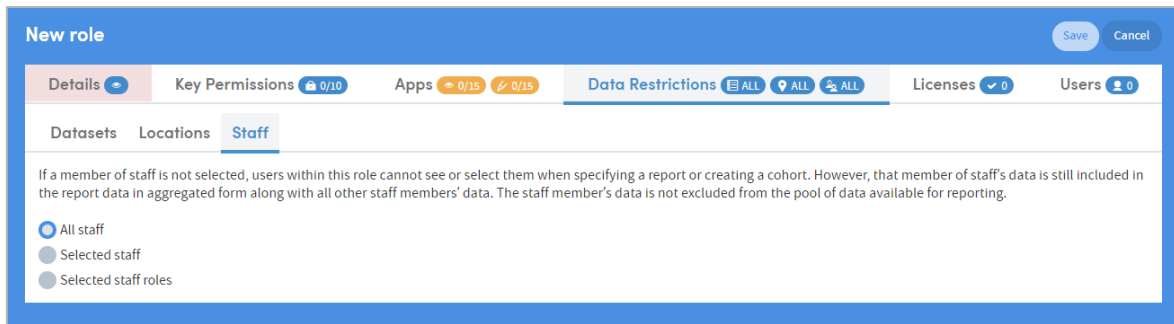 New role
Save Cancel
Details Key Permissions 0/10 Apps 0/15 0/15 Data Restrictions ALL ALL ALL Licenses 0 Users 0
Datasets Locations Staff
If a member of staff is not selected, users within this role cannot see or select them when specifying a report or creating a cohort. However, that member of staff's data is still included in
the report data in aggregated form along with all other staff members' data. The staff member's data is not excluded from the pool of data available for reporting.
All staff
Selected staff
Selected staff roles